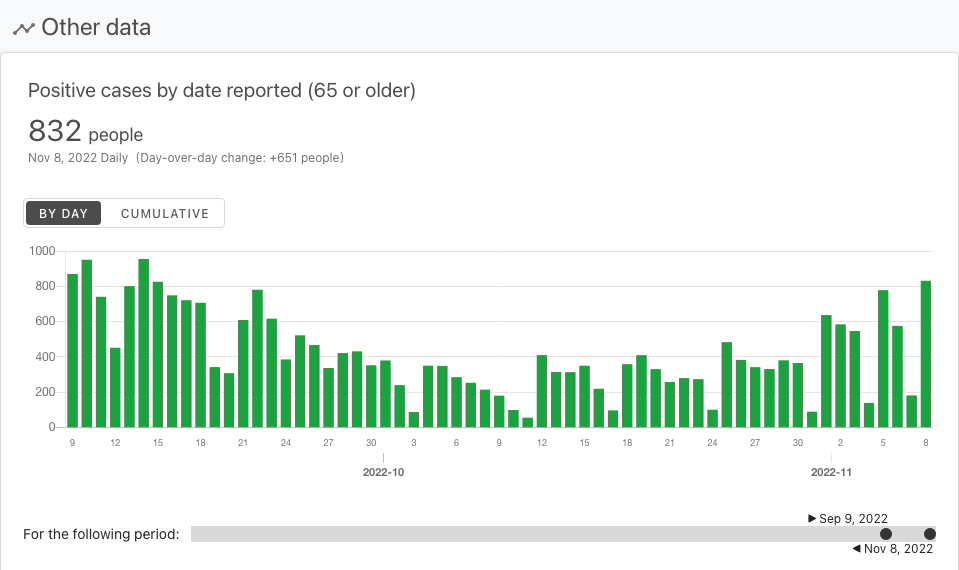 Other data
Positive cases by date reported (65 or older)
832 people
Nov 8, 2022 Daily (Day-over-day change: +651 people)
BY DAY CUMULATIVE
1000
800
600
400
200
0
9 12 15 18 21 24 27 30 3 6 9 12 15 18 21 24 27 30 2 5 8
2022-10 2022-11
▶ Sep 9, 2022
For the following period:
◀ Nov 8, 2022